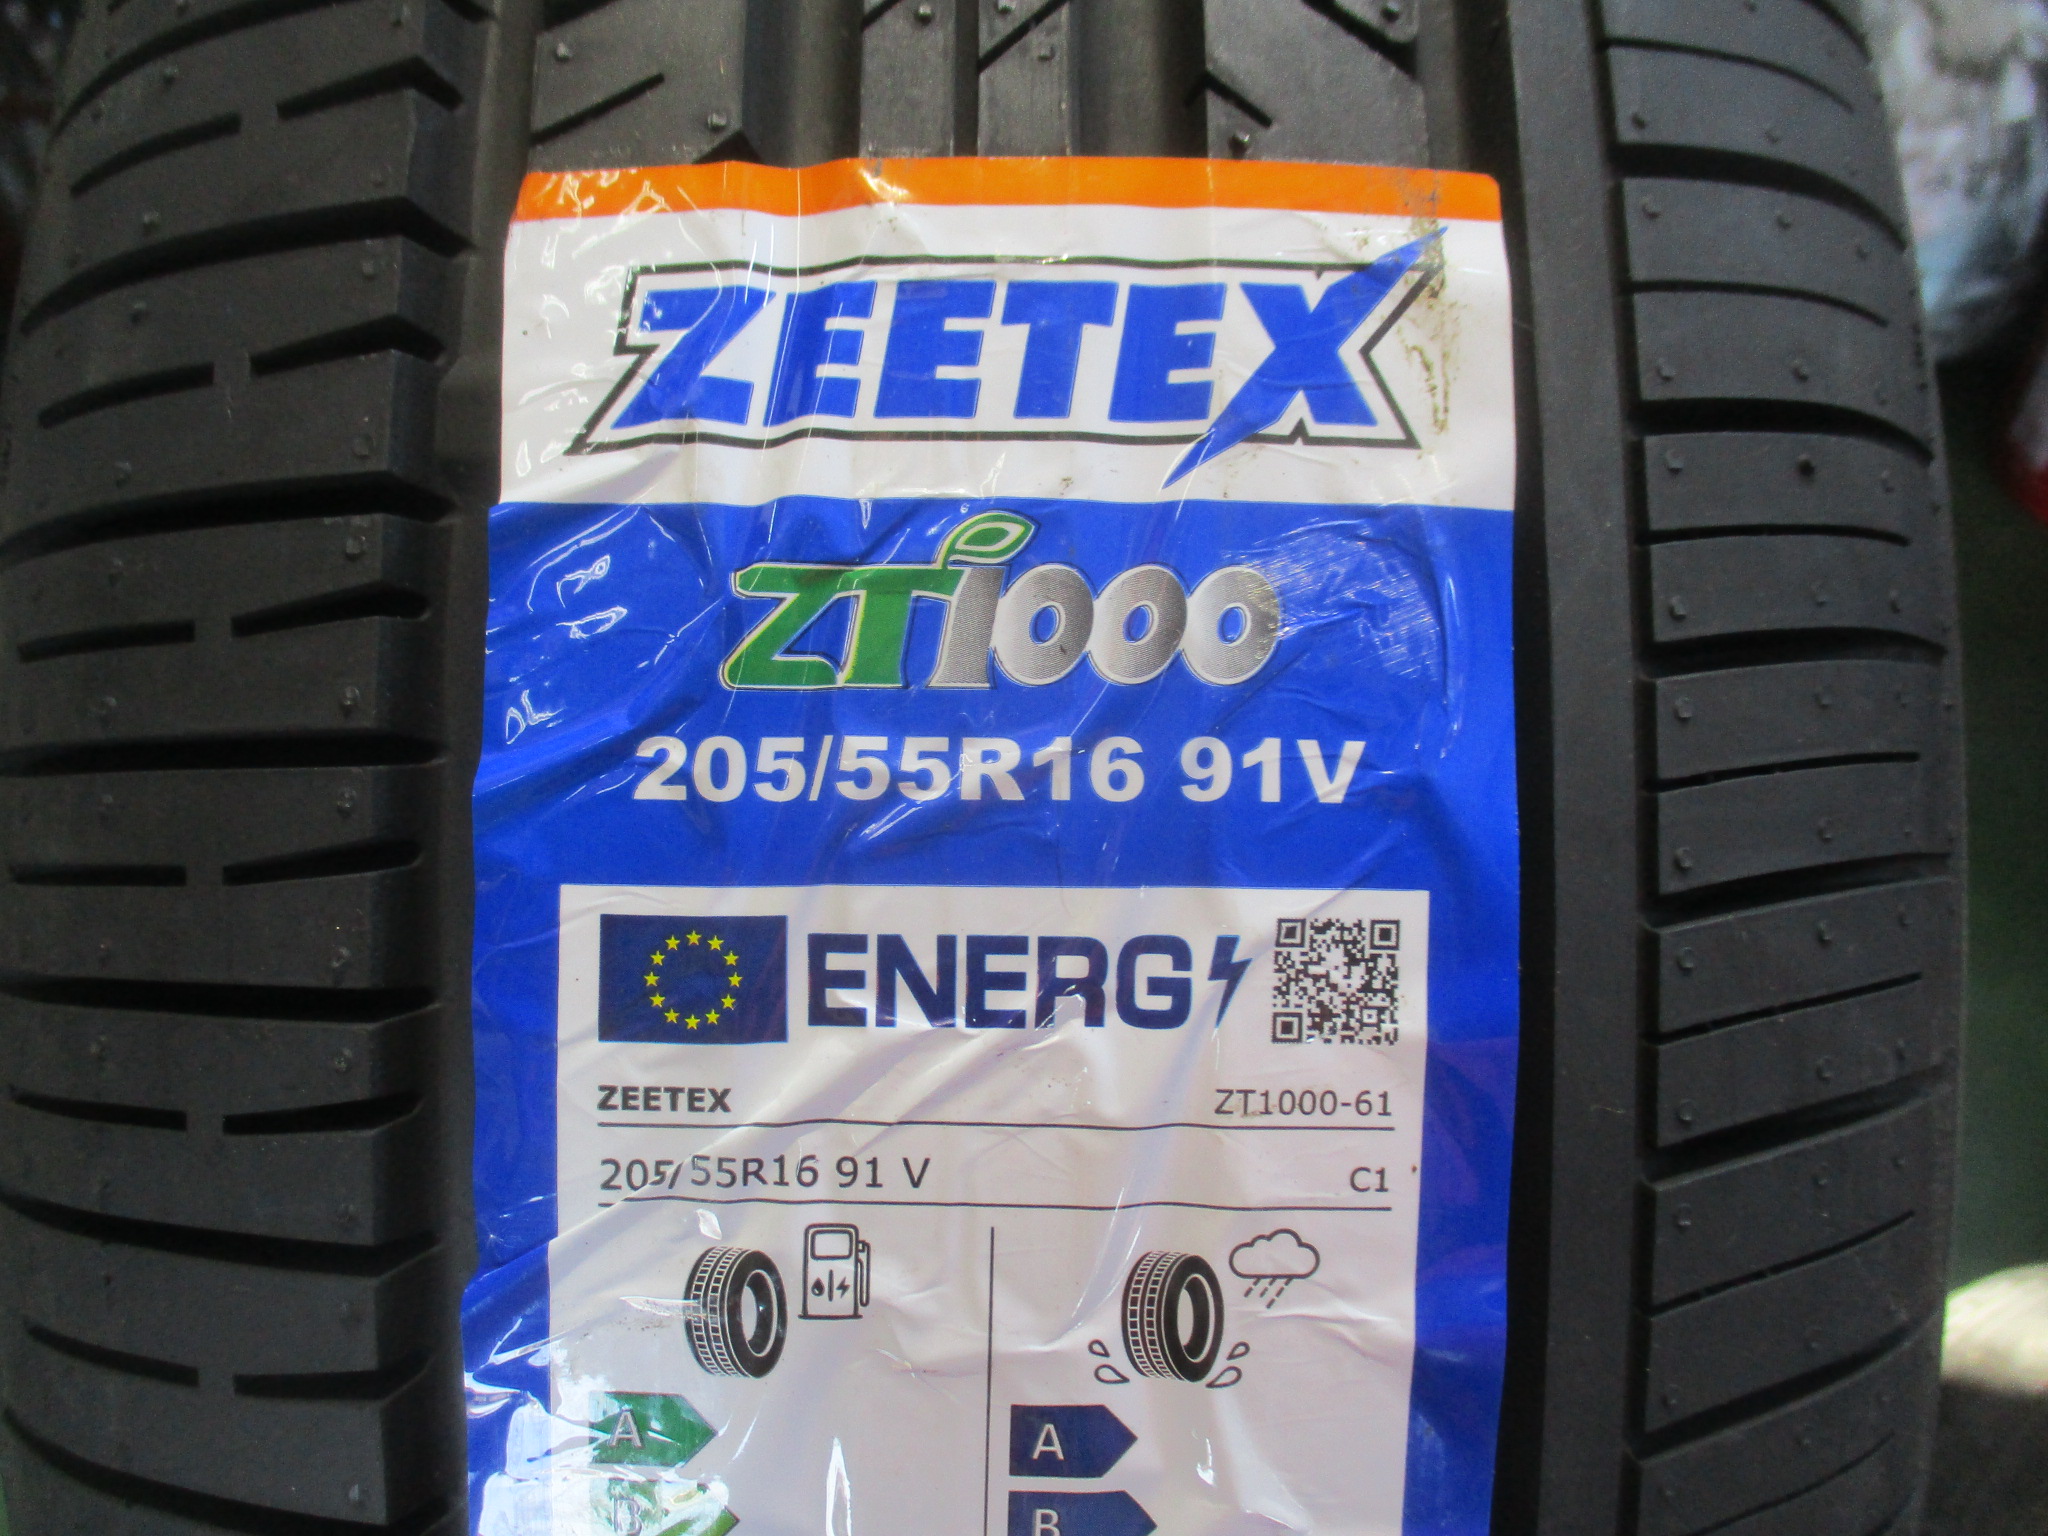 ZEETEX
ZT1000
205/55R16 91V
ENERG
ZEETEX ZT1000-61
205/55R16 91 V C1
A A
B B